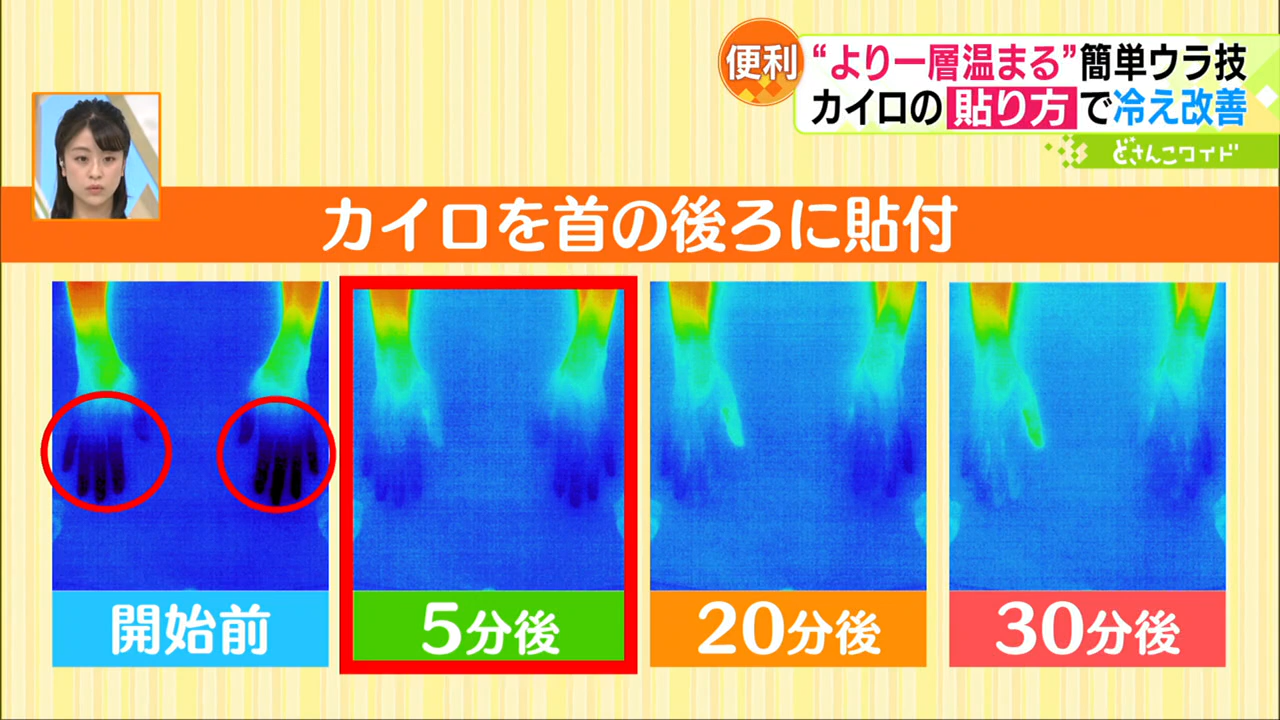 便利
“より一層温まる”簡単ウラ技
カイロの貼り方で冷え改善
どさんこワイド
カイロを首の後ろに貼付
開始前
5分後
20分後
30分後